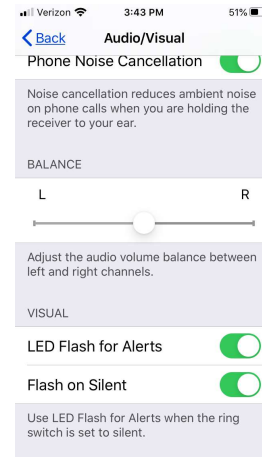 Verizon 3:43 PM 51%
Back Audio/Visual
Phone Noise Cancellation
Noise cancellation reduces ambient noise
on phone calls when you are holding the
receiver to your ear.
BALANCE
L R
Adjust the audio volume balance between
left and right channels.
VISUAL
LED Flash for Alerts
Flash on Silent
Use LED Flash for Alerts when the ring
switch is set to silent.